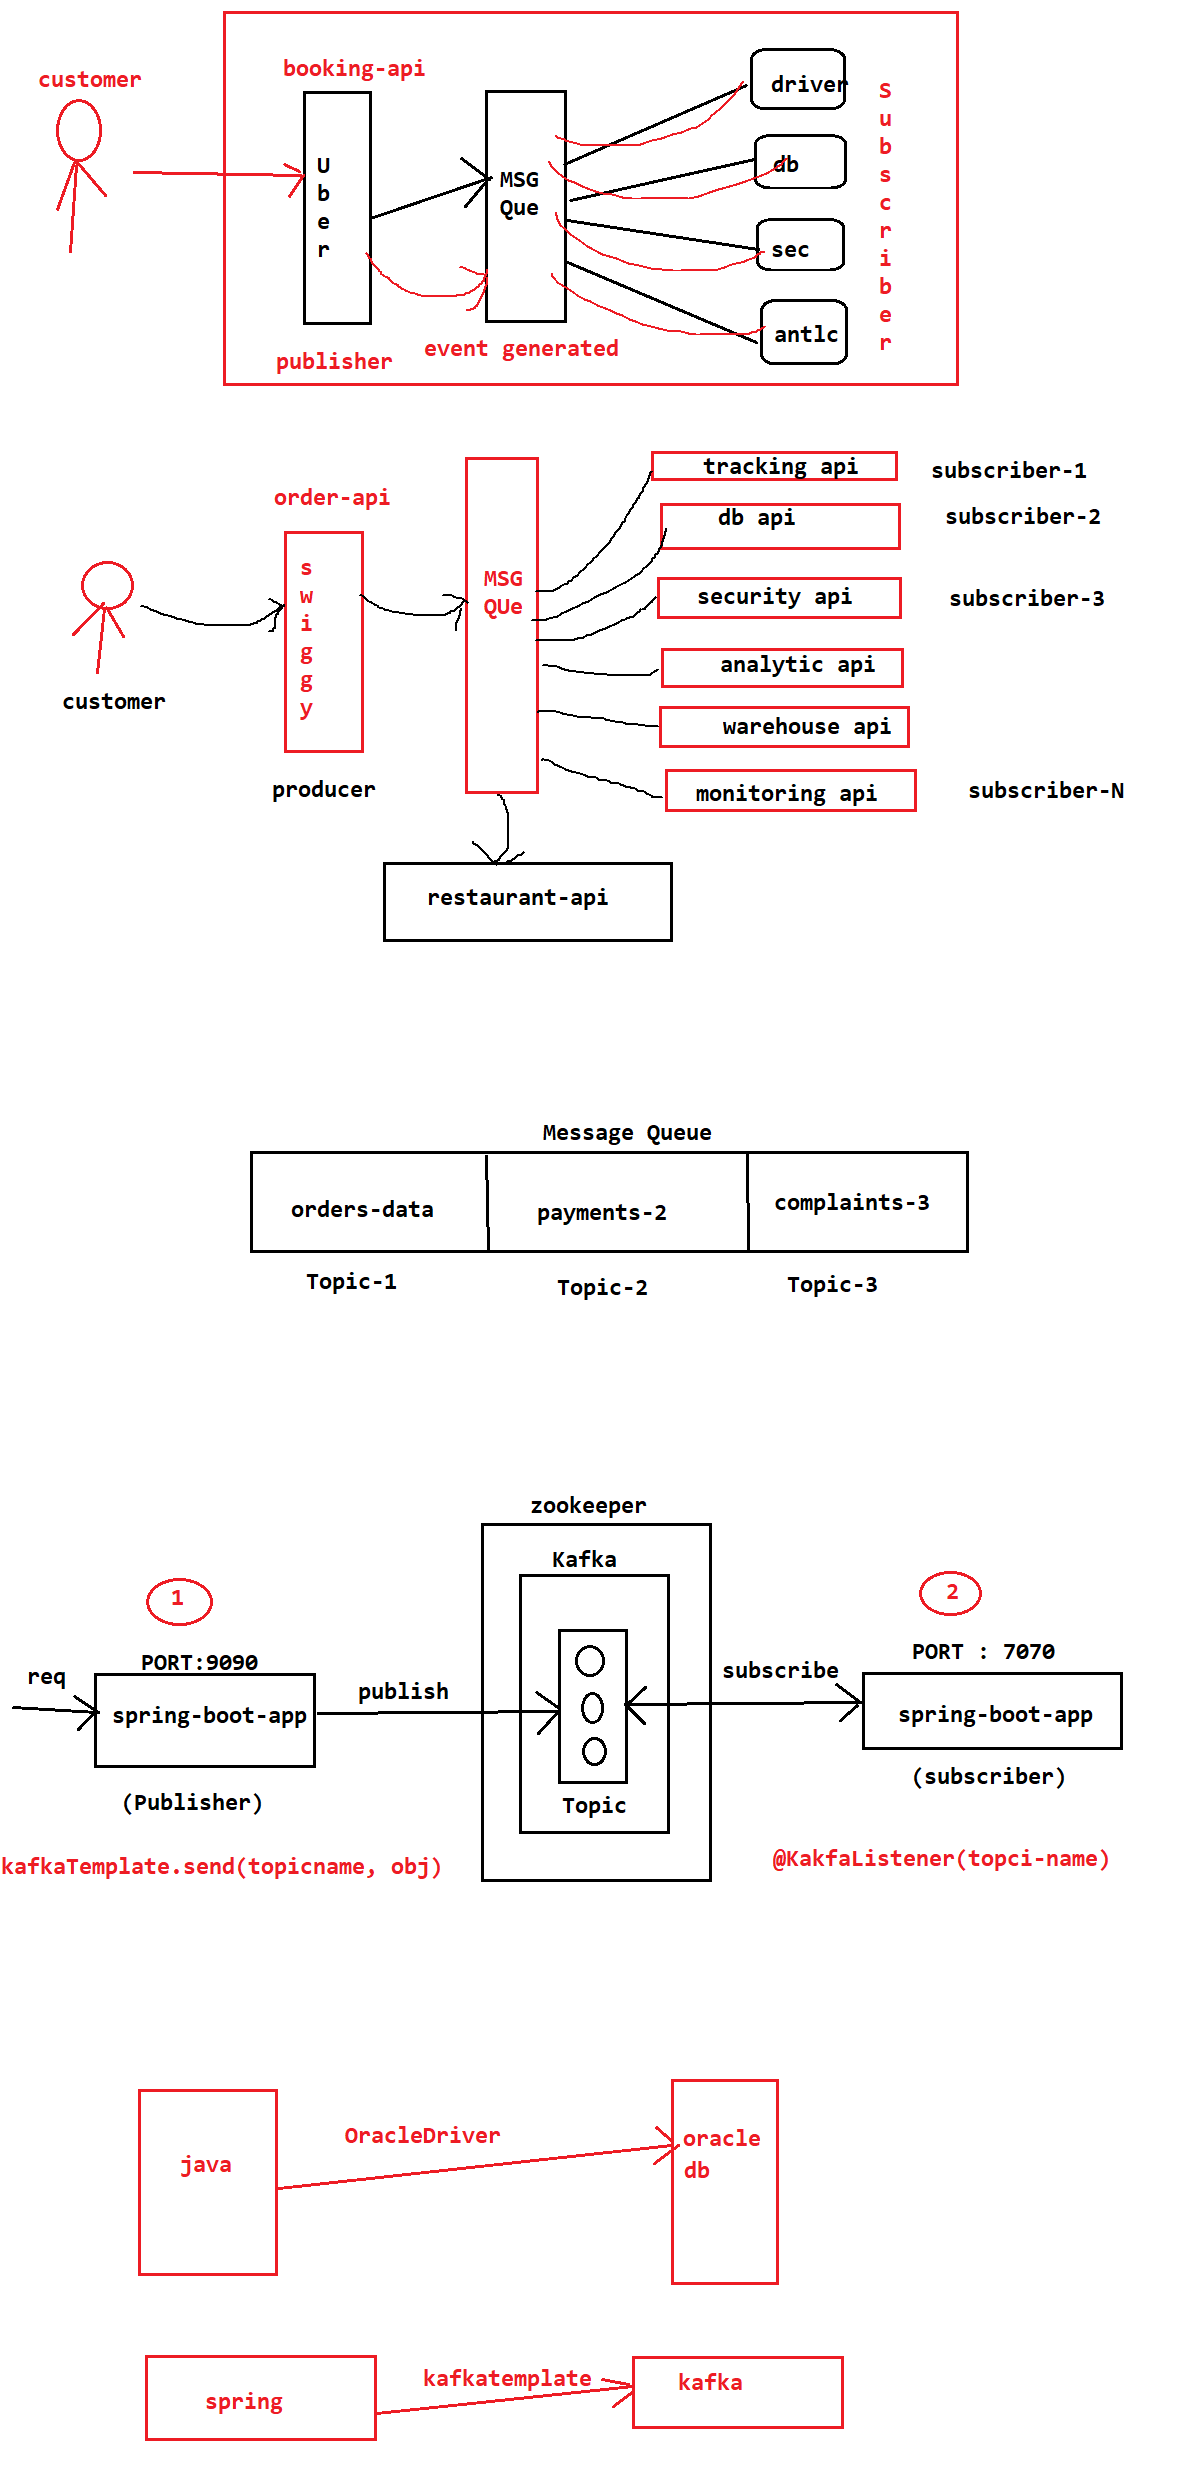 customer
booking-api
Uber
MSG
Que
driver
db
sec
antlc
Subscriber
publisher
event generated
order-api
swiggy
MSG
QUe
tracking api
subscriber-1
db api
subscriber-2
security api
subscriber-3
analytic api
warehouse api
monitoring api
subscriber-N
customer
producer
restaurant-api
Message Queue
orders-data
payments-2
complaints-3
Topic-1
Topic-2
Topic-3
zookeeper
Kafka
1
2
PORT:9090
PORT : 7070
req
spring-boot-app
publish
subscribe
spring-boot-app
(Publisher)
Topic
(subscriber)
kafkaTemplate.send(topicname, obj)
@KakfaListener(topci-name)
java
OracleDriver
oracle
db
spring
kafkatemplate
kafka